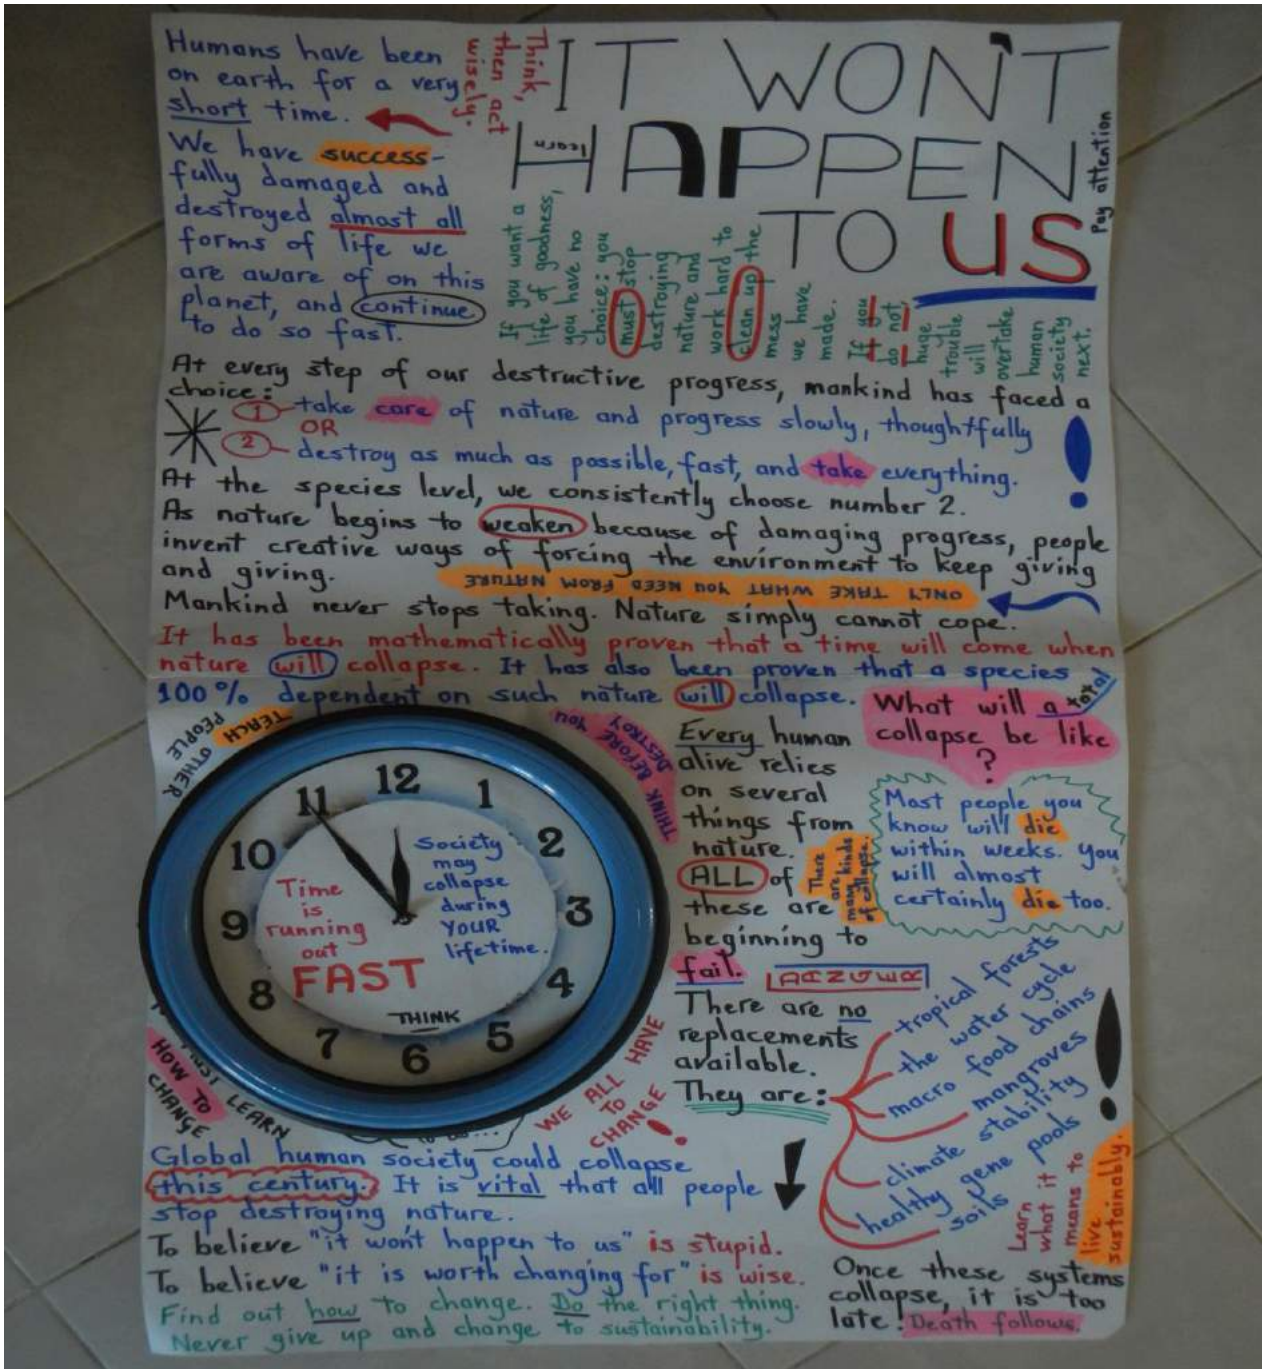 Humans have been
on earth for a very
short time.
Think,
then act
wisely.
IT WON'T
HAPPEN
TO US
learn
Pay attention
We have success-
fully damaged and
destroyed almost all
forms of life we
are aware of on this
planet, and continue
to do so fast.
If you want a
life of goodness,
you have no
choice: you
must stop
destroying
nature and
work hard to
clean up the
mess
we have
made.
If you
do not,
huge
trouble
will
overtake
human
society
next.
At every step of our destructive progress, mankind has faced a
choice:
1 take care of nature and progress slowly, thoughtfully
OR
2 destroy as much as possible, fast, and take everything.
!
At the species level, we consistently choose number 2.
As nature begins to weaken because of damaging progress, people
invent creative ways of forcing the environment to keep giving
and giving.
ONLY TAKE WHAT YOU NEED FROM NATURE
Mankind never stops taking. Nature simply cannot cope.
It has been mathematically proven that a time will come when
nature will collapse. It has also been proven that a species
100% dependent on such nature will collapse.
TEACH
OTHER
PEOPLE
THINK BEFORE YOU
DESTROY
What will a total
collapse be like
?
Most people you
know will die
within weeks. You
will almost
certainly die too.
Every human
alive relies
on several
things from
nature.
ALL of
these are
beginning to
fail.
There
are
many kinds
of collapse.
DANGER
There are no
replacements
available.
They are:
tropical forests
the water cycle
macro food chains
mangroves
climate stability
healthy gene pools
soils
!
12
1
2
3
4
5
6
7
8
9
10
11
Time
is
running
out
FAST
Society
may
collapse
during
YOUR
lifetime.
THINK
MUST LEARN
HOW TO
CHANGE
WE ALL HAVE
TO
CHANGE
!
Global human society could collapse
this century. It is vital that all people
stop destroying nature.
To believe "it won't happen to us" is stupid.
To believe "it is worth changing for" is wise.
Find out how to change. Do the right thing.
Never give up and change to sustainability.
Learn
what it
means to
live
sustainably.
Once these systems
collapse, it is too
late! Death follows.